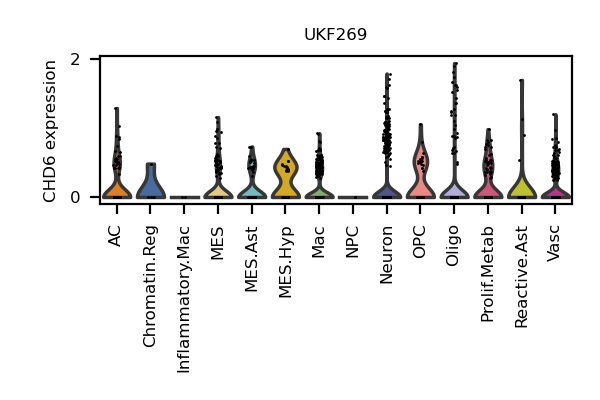 UKF269
CHD6 expression
2
0
AC
Chromatin.Reg
Inflammatory.Mac
MES
MES.Ast
MES.Hyp
Mac
NPC
Neuron
OPC
Oligo
Prolif.Metab
Reactive.Ast
Vasc